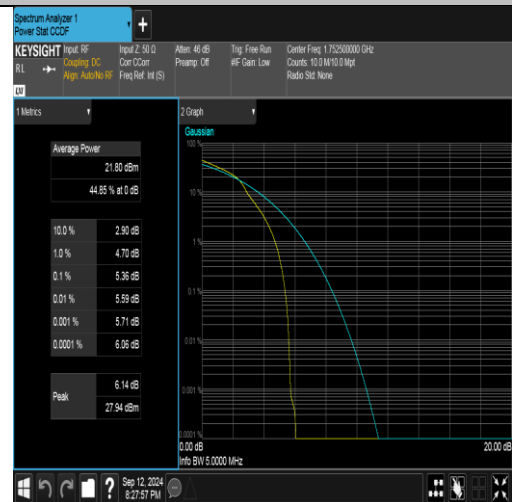 Spectrum Analyzer 1
Power Stat CCDF
+
KEYSIGHT
RL
Input: RF
Coupling: DC
Align: Auto/No RF
Input Z: 50 Ω
Corr CCorr
Freq Ref: Int (S)
Atten: 46 dB
Preamp: Off
Trig: Free Run
#IF Gain: Low
Center Freq: 1.752500000 GHz
Counts: 10.0 M/10.0 Mpt
Radio Std: None
1 Metrics
Average Power
21.80 dBm
44.85 % at 0 dB
10.0 % 2.90 dB
1.0 % 4.70 dB
0.1 % 5.36 dB
0.01 % 5.59 dB
0.001 % 5.71 dB
0.0001 % 6.06 dB
Peak
6.14 dB
27.94 dBm
2 Graph
Gaussian
100 %
10 %
1 %
0.1 %
0.01 %
0.001 %
0.0001 %
0.00 dB 20.00 dB
Info BW 5.0000 MHz
?
Sep 12, 2024
8:27:57 PM